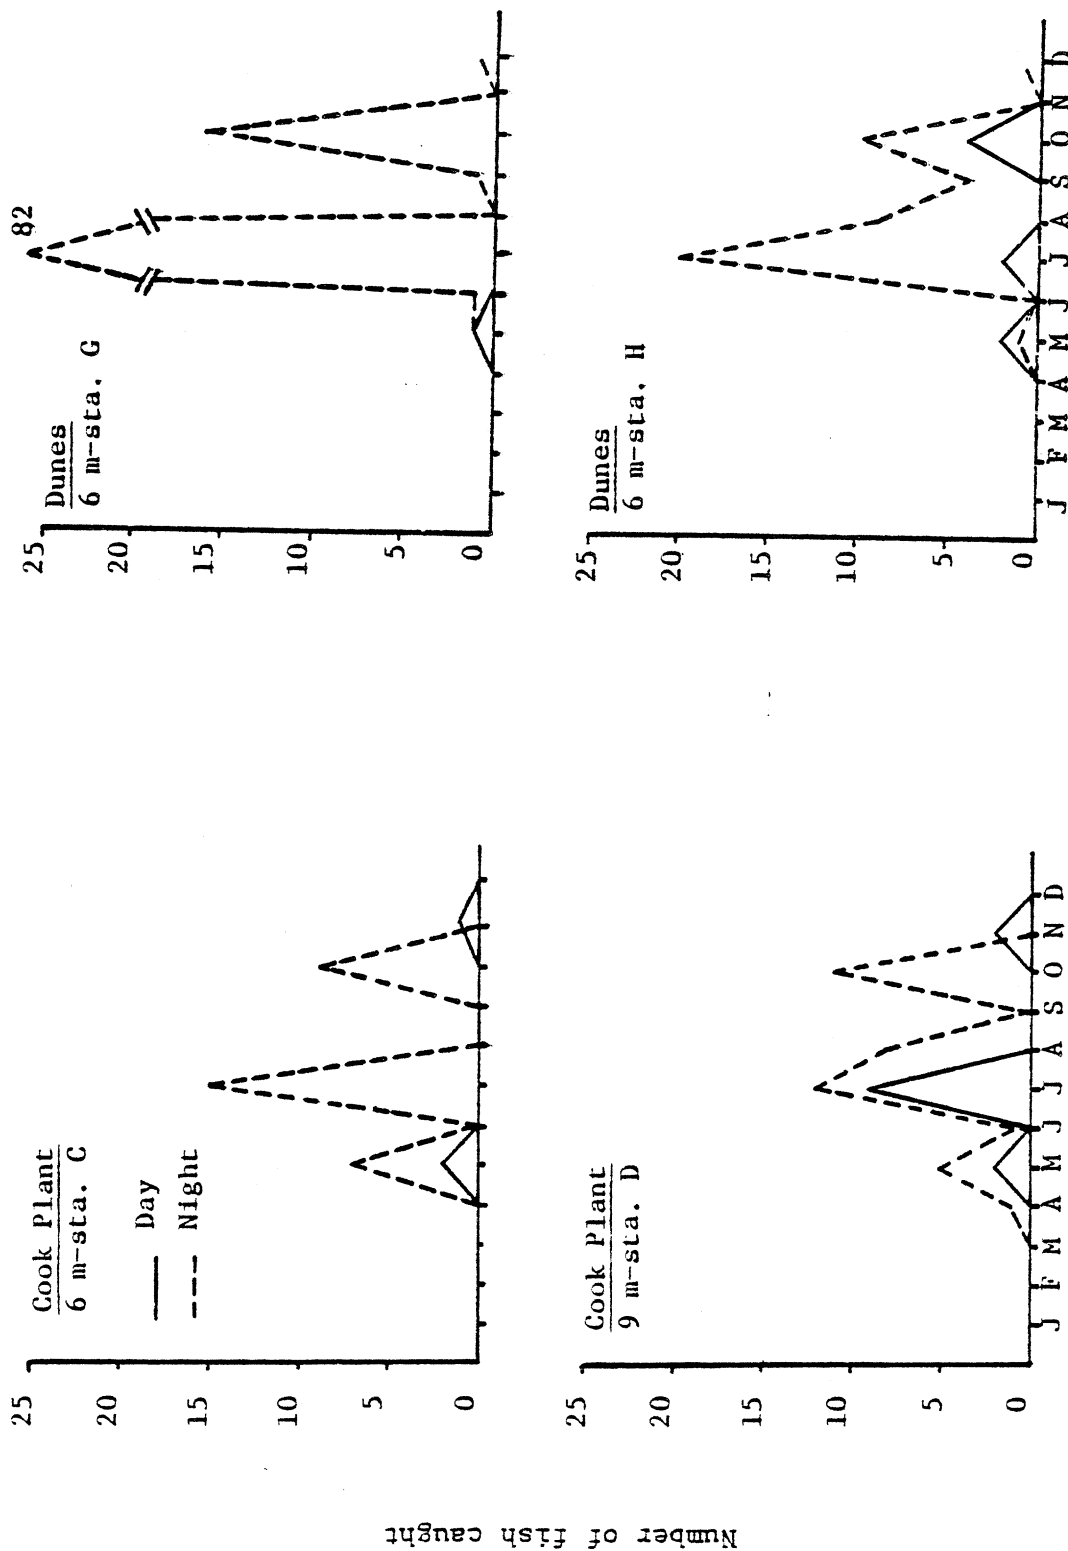 Number of fish caught
Cook Plant
6 m-sta. C
Day
Night
25
20
15
10
5
0
Dunes
6 m-sta. G
82
25
20
15
10
5
0
Cook Plant
9 m-sta. D
25
20
15
10
5
0
J F M A M J J A S O N D
Dunes
6 m-sta. H
25
20
15
10
5
0
J F M A M J J A S O N D